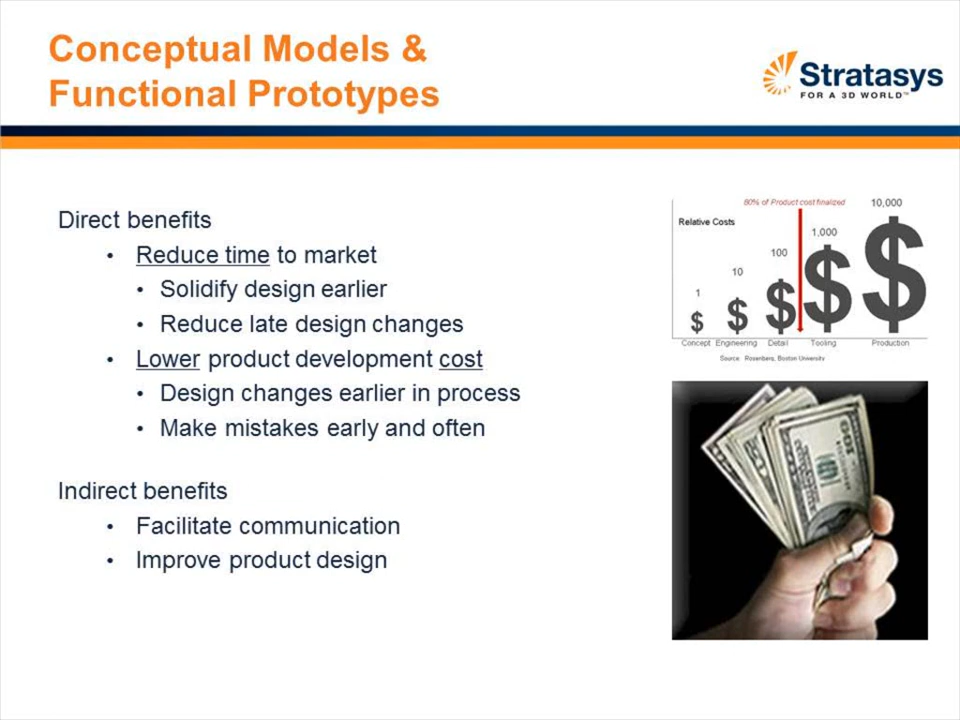 Conceptual Models &
Functional Prototypes
Stratasys
FOR A 3D WORLD™
Direct benefits
• Reduce time to market
• Solidify design earlier
• Reduce late design changes
• Lower product development cost
• Design changes earlier in process
• Make mistakes early and often
Indirect benefits
• Facilitate communication
• Improve product design
80% of Product cost finalized
Relative Costs
1
10
100
1,000
10,000
$ $ $ $ $
Concept Engineering Detail Tooling Production
Source: Rosenberg, Boston University
100